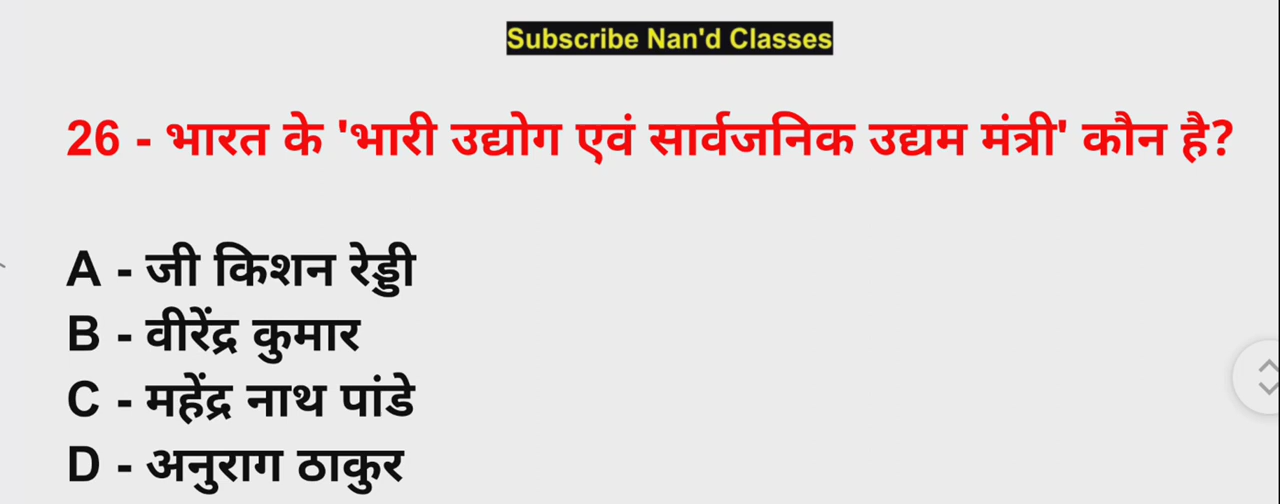 Subscribe Nan'd Classes
26 - भारत के 'भारी उद्योग एवं सार्वजनिक उद्यम मंत्री' कौन है?
A - जी किशन रेड्डी
B - वीरेंद्र कुमार
C - महेंद्र नाथ पांडे
D - अनुराग ठाकुर